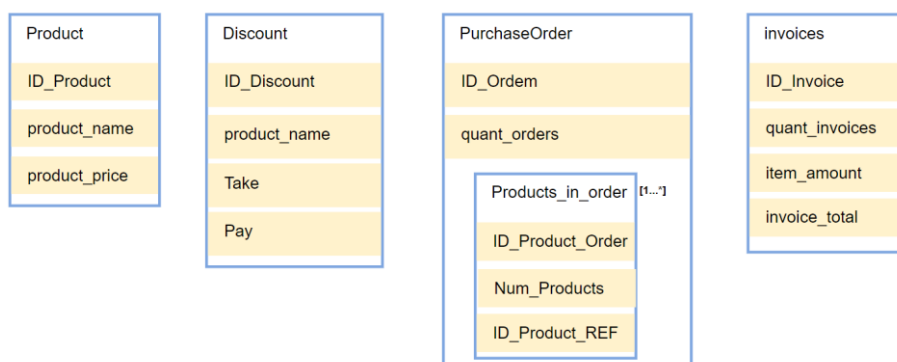 Product
ID_Product
product_name
product_price
Discount
ID_Discount
product_name
Take
Pay
PurchaseOrder
ID_Ordem
quant_orders
Products_in_order [1...*]
ID_Product_Order
Num_Products
ID_Product_REF
invoices
ID_Invoice
quant_invoices
item_amount
invoice_total